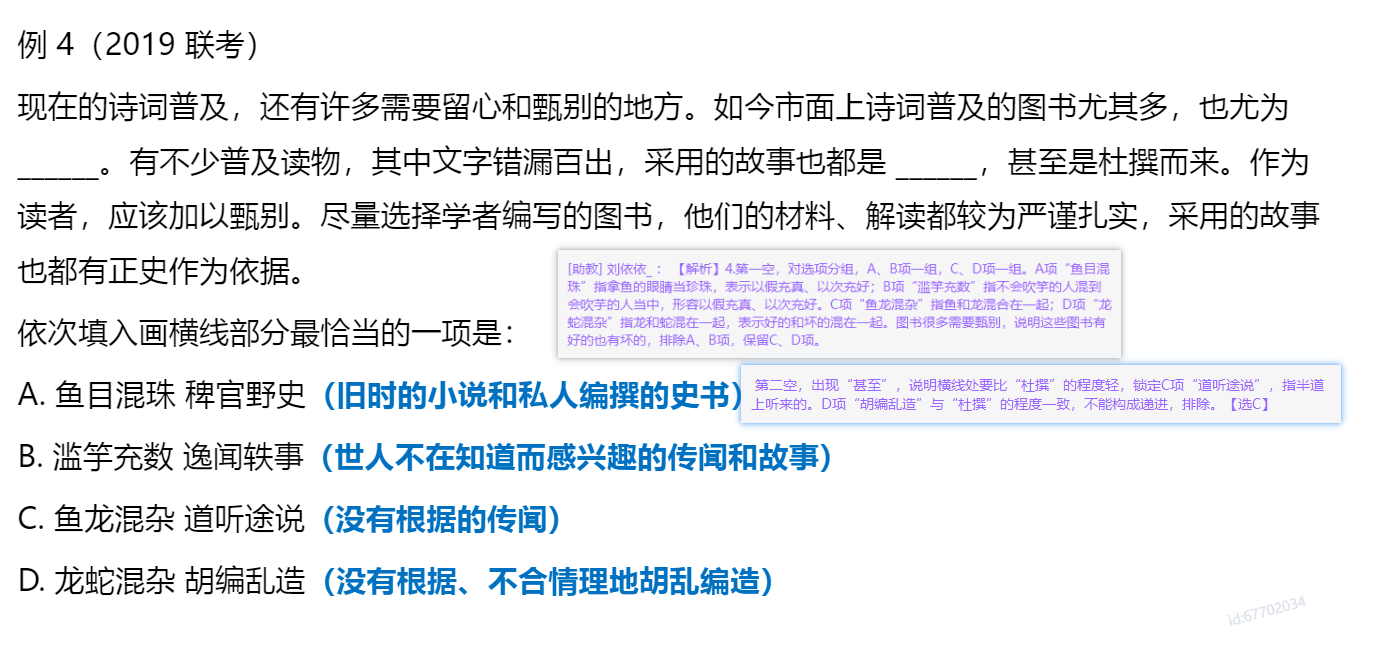 例 4（2019 联考）
现在的诗词普及，还有许多需要留心和甄别的地方。如今市面上诗词普及的图书尤其多，也尤为
______。有不少普及读物，其中文字错漏百出，采用的故事也都是 ______，甚至是杜撰而来。作为
读者，应该加以甄别。尽量选择学者编写的图书，他们的材料、解读都较为严谨扎实，采用的故事
也都有正史作为依据。
[助教] 刘依依_： 【解析】4.第一空，对选项分组，A、B项一组，C、D项一组。A项“鱼目混
珠”指拿鱼的眼睛当珍珠，表示以假充真、以次充好；B项“滥竽充数”指不会吹竽的人混到
会吹竽的人当中，形容以假充真、以次充好。C项“鱼龙混杂”指鱼和龙混合在一起；D项“龙
蛇混杂”指龙和蛇混在一起，表示好的和坏的混在一起。图书很多需要甄别，说明这些图书有
好的也有坏的，排除A、B项，保留C、D项。
依次填入画横线部分最恰当的一项是：
A. 鱼目混珠 稗官野史（旧时的小说和私人编撰的史书）
第二空，出现“甚至”，说明横线处要比“杜撰”的程度轻，锁定C项“道听途说”，指半道
上听来的。D项“胡编乱造”与“杜撰”的程度一致，不能构成递进，排除。【选C】
B. 滥竽充数 逸闻轶事（世人不在知道而感兴趣的传闻和故事）
C. 鱼龙混杂 道听途说（没有根据的传闻）
D. 龙蛇混杂 胡编乱造（没有根据、不合情理地胡乱编造）
id:67702034